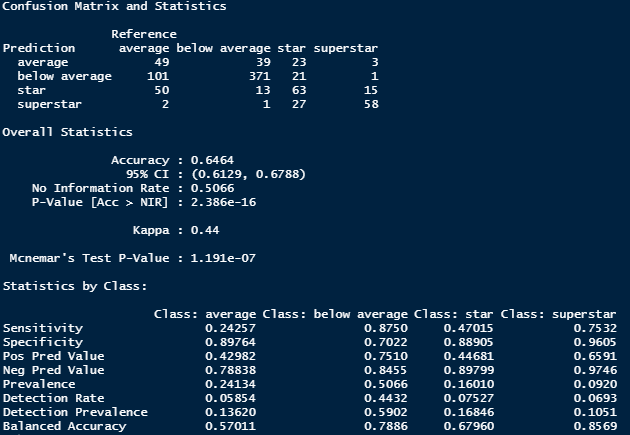 Confusion Matrix and Statistics
Reference
Prediction average below average star superstar
average 49 39 23 3
below average 101 371 21 1
star 50 13 63 15
superstar 2 1 27 58
Overall Statistics
Accuracy : 0.6464
95% CI : (0.6129, 0.6788)
No Information Rate : 0.5066
P-Value [Acc > NIR] : 2.386e-16
Kappa : 0.44
Mcnemar's Test P-Value : 1.191e-07
Statistics by Class:
Class: average Class: below average Class: star Class: superstar
Sensitivity 0.24257 0.8750 0.47015 0.7532
Specificity 0.89764 0.7022 0.88905 0.9605
Pos Pred Value 0.42982 0.7510 0.44681 0.6591
Neg Pred Value 0.78838 0.8455 0.89799 0.9746
Prevalence 0.24134 0.5066 0.16010 0.0920
Detection Rate 0.05854 0.4432 0.07527 0.0693
Detection Prevalence 0.13620 0.5902 0.16846 0.1051
Balanced Accuracy 0.57011 0.7886 0.67960 0.8569